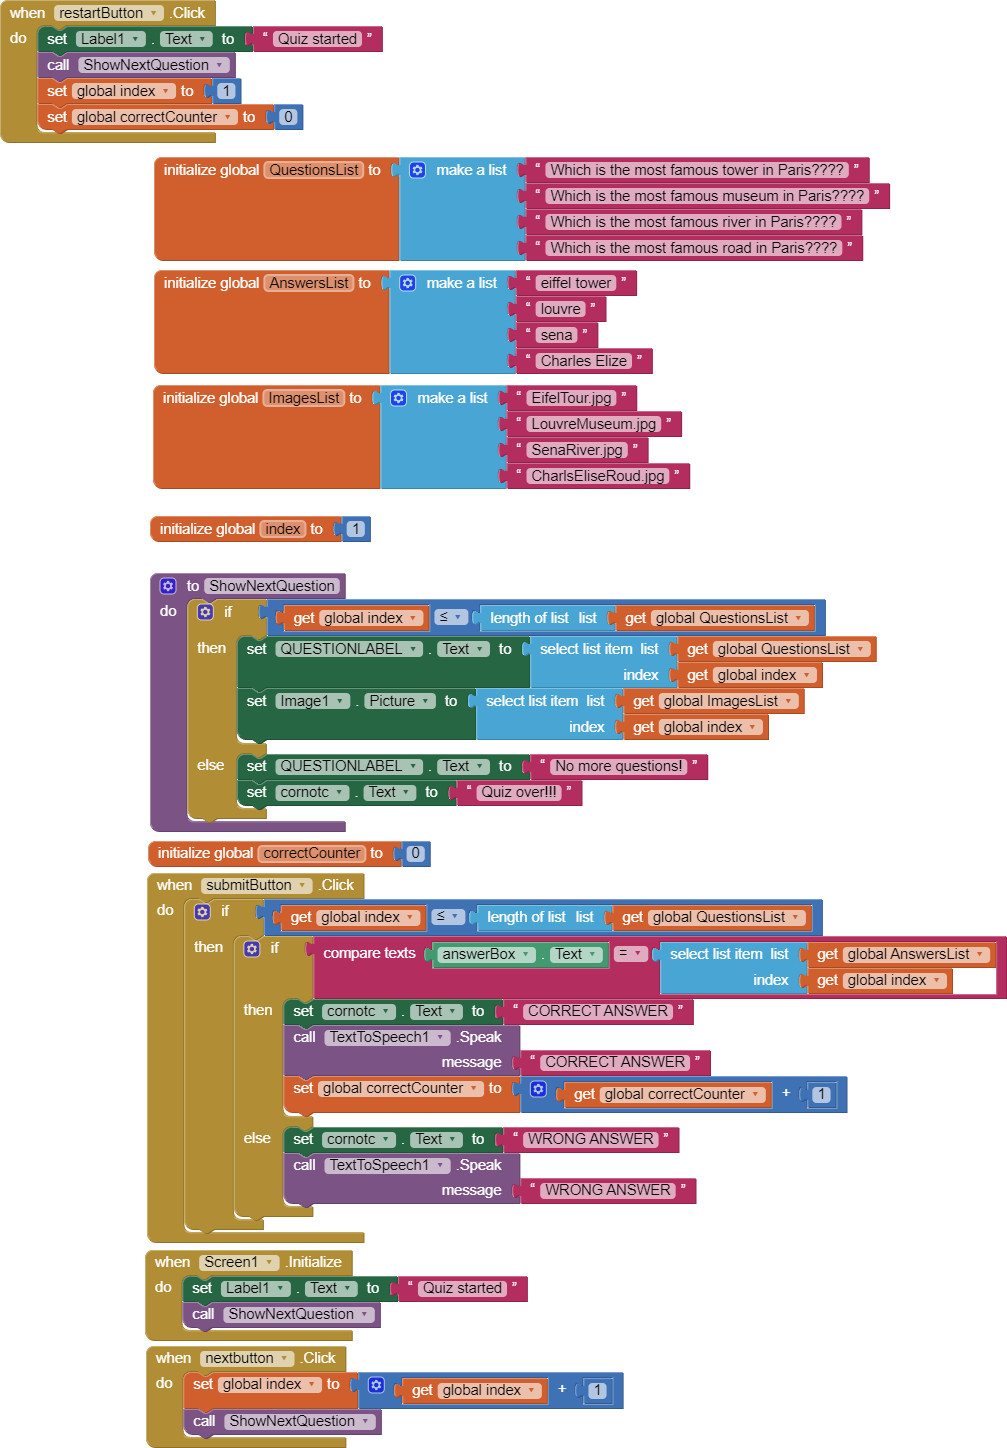 when restartButton .Click
do set Label1 . Text to " Quiz started "
call ShowNextQuestion
set global index to 1
set global correctCounter to 0
initialize global QuestionsList to make a list " Which is the most famous tower in Paris???? "
" Which is the most famous museum in Paris???? "
" Which is the most famous river in Paris???? "
" Which is the most famous road in Paris???? "
initialize global AnswersList to make a list " eiffel tower "
" louvre "
" sena "
" Charles Elize "
initialize global ImagesList to make a list " EifelTour.jpg "
" LouvreMuseum.jpg "
" SenaRiver.jpg "
" CharlsEliseRoud.jpg "
initialize global index to 1
to ShowNextQuestion
do if get global index ≤ length of list list get global QuestionsList
then set QUESTIONLABEL . Text to select list item list get global QuestionsList
index get global index
set Image1 . Picture to select list item list get global ImagesList
index get global index
else set QUESTIONLABEL . Text to " No more questions! "
set cornotc . Text to " Quiz over!!! "
initialize global correctCounter to 0
when submitButton .Click
do if get global index ≤ length of list list get global QuestionsList
then if compare texts answerBox . Text = select list item list get global AnswersList
index get global index
then set cornotc . Text to " CORRECT ANSWER "
call TextToSpeech1 .Speak
message " CORRECT ANSWER "
set global correctCounter to get global correctCounter + 1
else set cornotc . Text to " WRONG ANSWER "
call TextToSpeech1 .Speak
message " WRONG ANSWER "
when Screen1 .Initialize
do set Label1 . Text to " Quiz started "
call ShowNextQuestion
when nextbutton .Click
do set global index to get global index + 1
call ShowNextQuestion